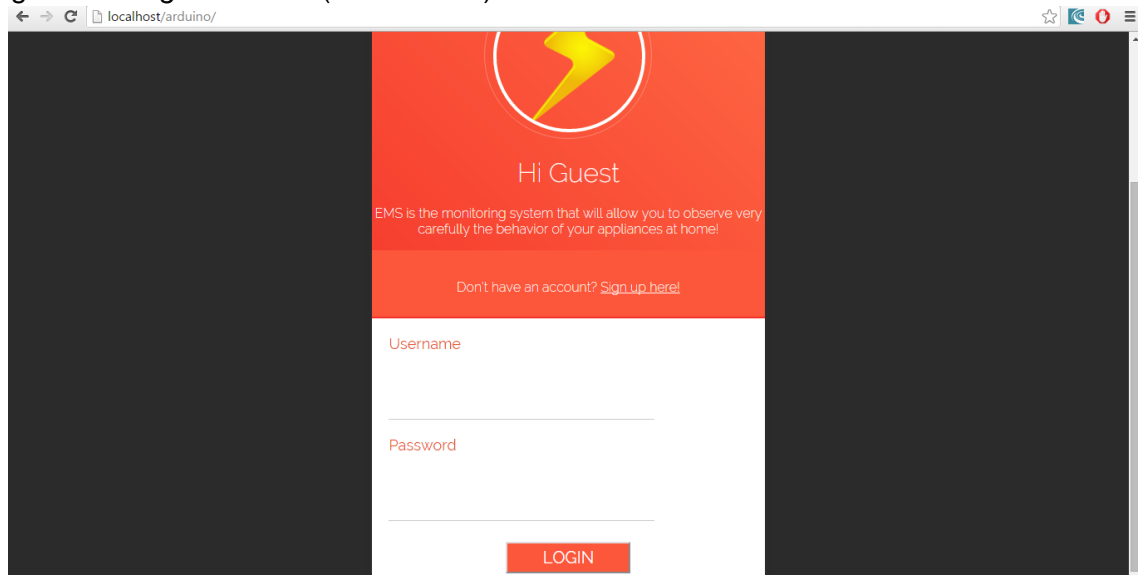 localhost/arduino/
Hi Guest
EMS is the monitoring system that will allow you to observe very
carefully the behavior of your appliances at home!
Don't have an account? Sign up here!
Username
Password
LOGIN